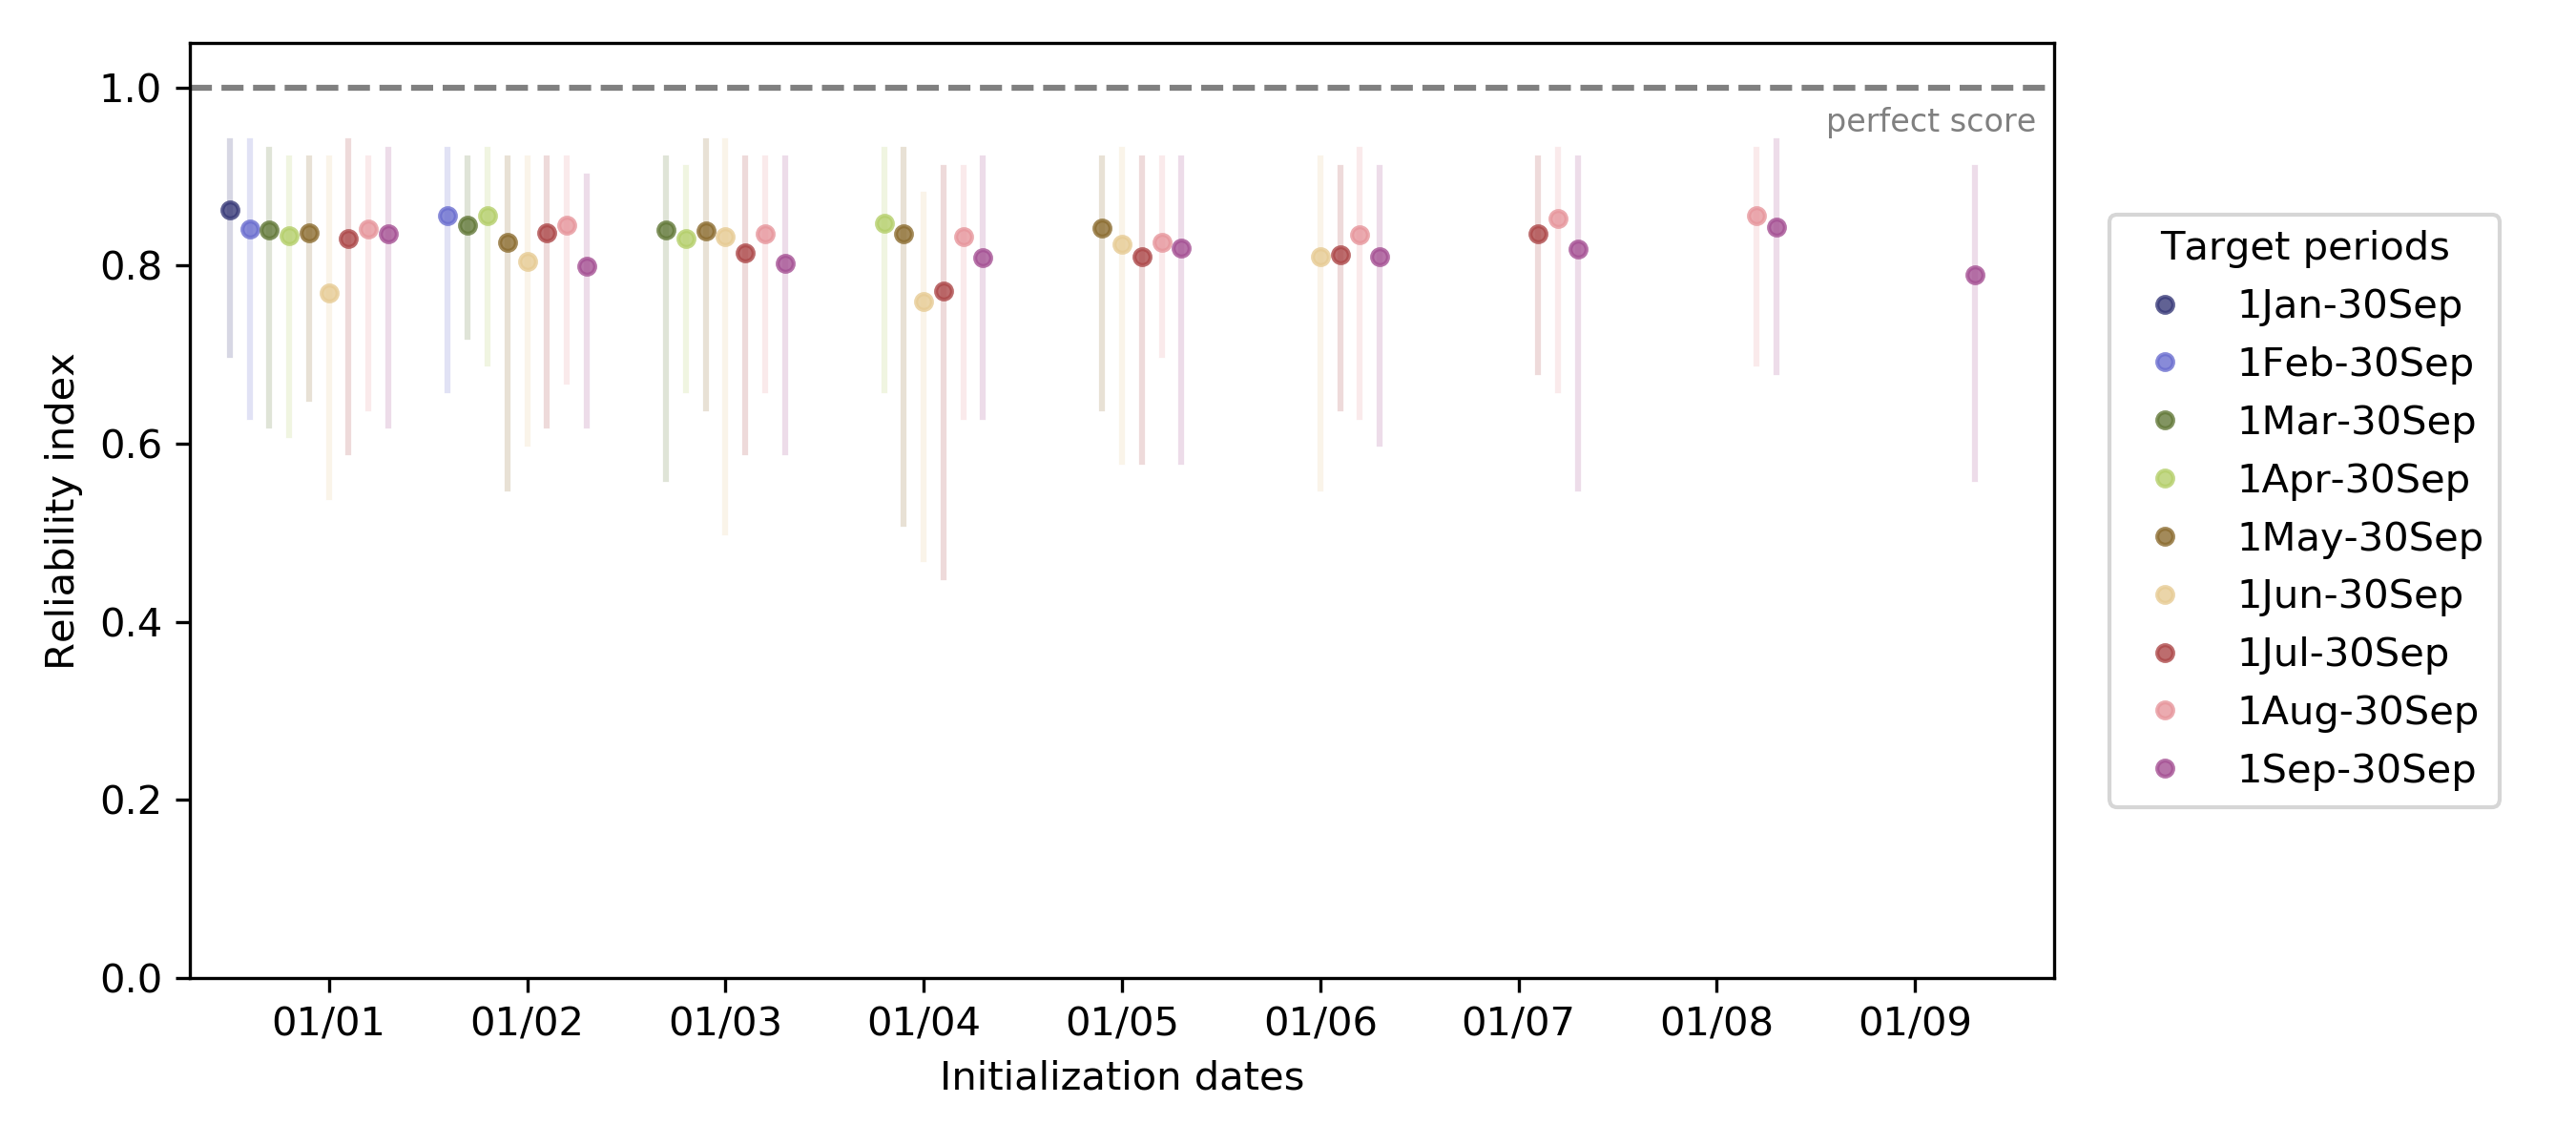 1.0
0.8
0.6
0.4
0.2
0.0
Reliability index
perfect score
01/01 01/02 01/03 01/04 01/05 01/06 01/07 01/08 01/09
Initialization dates
Target periods
1Jan-30Sep
1Feb-30Sep
1Mar-30Sep
1Apr-30Sep
1May-30Sep
1Jun-30Sep
1Jul-30Sep
1Aug-30Sep
1Sep-30Sep